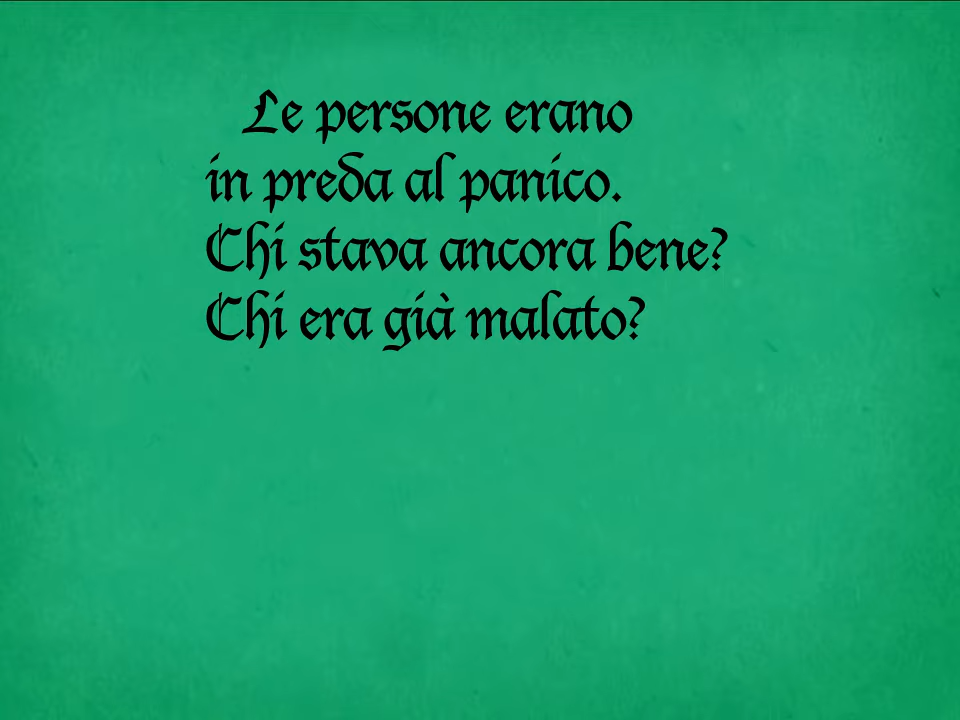 Le persone erano
in preda al panico.
Chi stava ancora bene?
Chi era già malato?